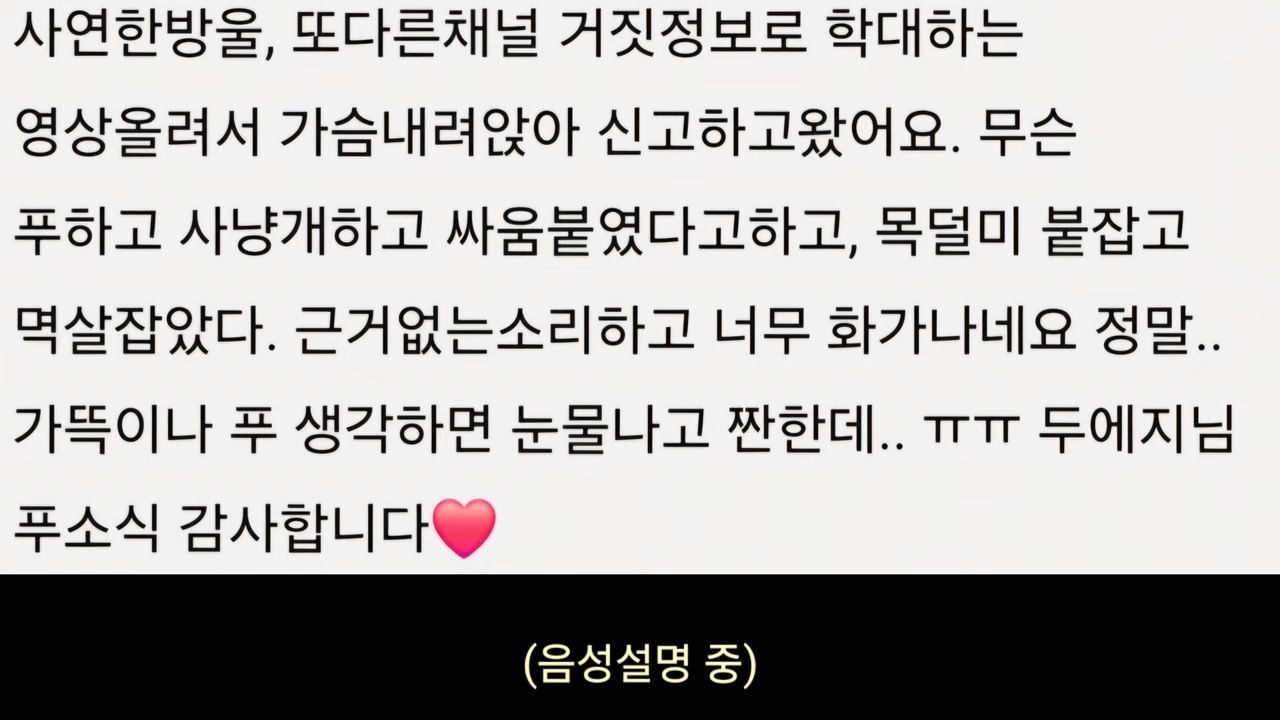 사연한방울, 또다른채널 거짓정보로 학대하는
영상올려서 가슴내려앉아 신고하고왔어요. 무슨
푸하고 사냥개하고 싸움붙였다고하고, 목덜미 붙잡고
멱살잡았다. 근거없는소리하고 너무 화가나네요 정말..
가뜩이나 푸 생각하면 눈물나고 짠한데.. ㅠㅠ 두에지님
푸소식 감사합니다❤️
(음성설명 중)